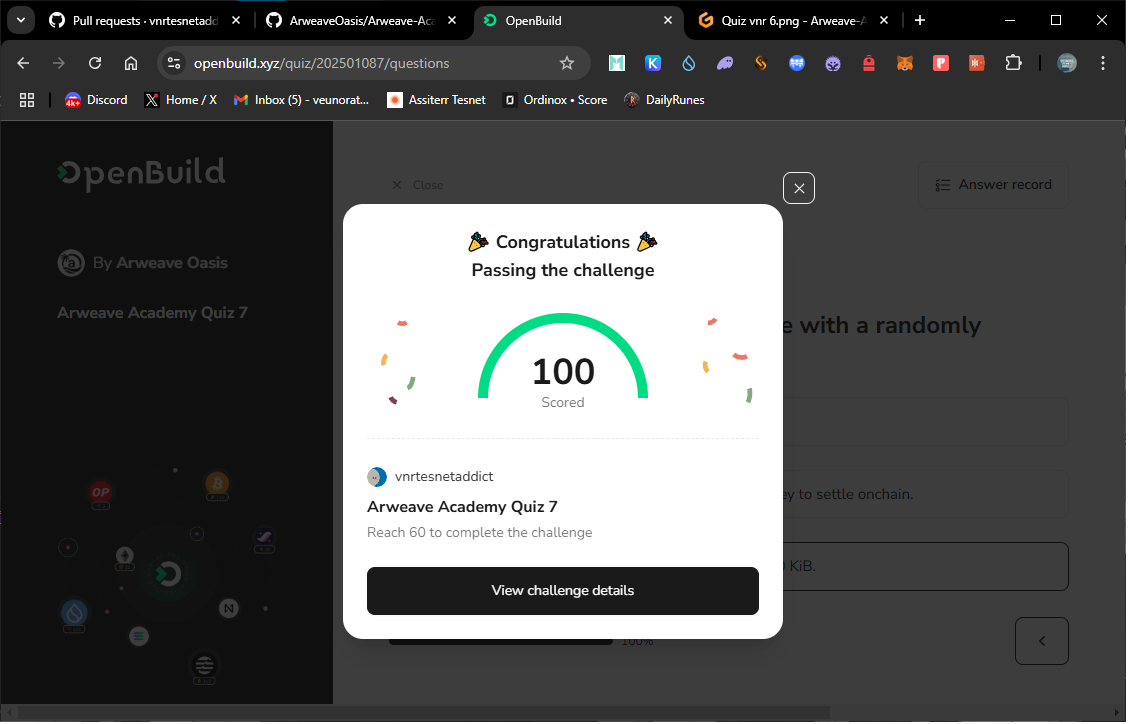 Pull requests · vnrtesnetadd
ArweaveOasis/Arweave-Aca
OpenBuild
Quiz vnr 6.png - Arweave-A
openbuild.xyz/quiz/202501087/questions
Discord
Home / X
Inbox (5) - veunorat...
Assiterr Tesnet
Ordinox • Score
DailyRunes
OpenBuild
Close
Answer record
By Arweave Oasis
Arweave Academy Quiz 7
🎉 Congratulations 🎉
Passing the challenge
e with a randomly
100
Scored
vnrtesnetaddict
Arweave Academy Quiz 7
Reach 60 to complete the challenge
ey to settle onchain.
KiB.
View challenge details
100%
OP